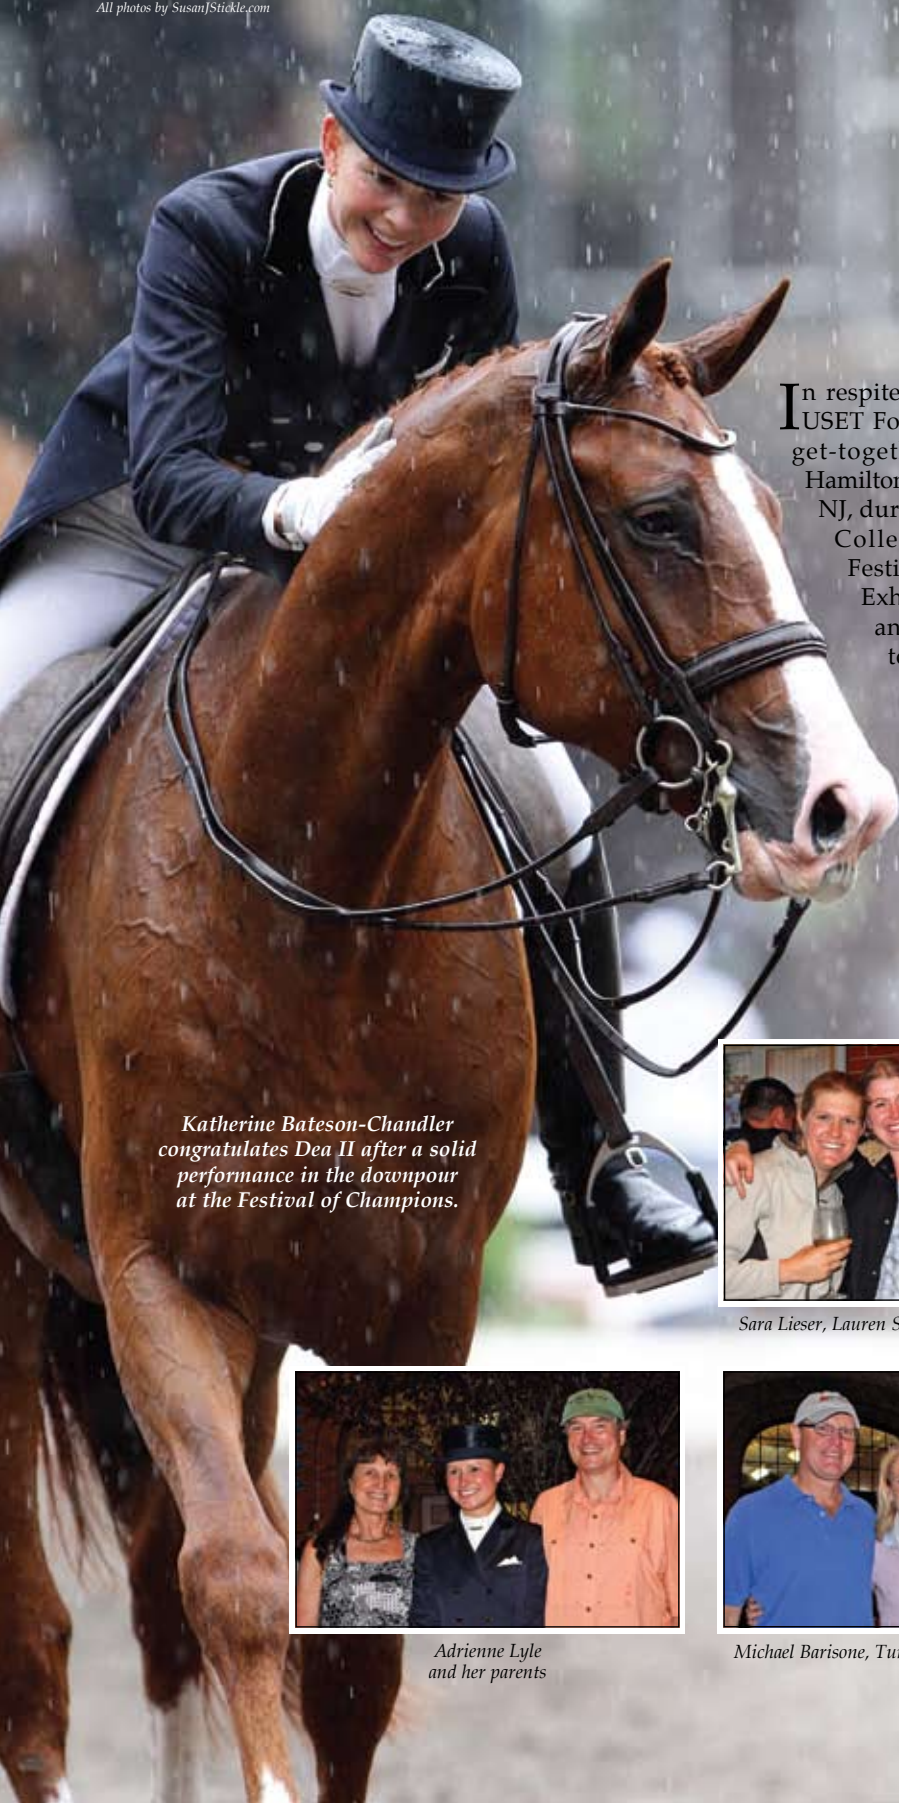 All photos by SusanJStickle.com
In respite
USET Fo
get-toget
Hamilton
NJ, dur
Colle
Festi
Exh
an
to
Katherine Bateson-Chandler
congratulates Dea II after a solid
performance in the downpour
at the Festival of Champions.
Sara Lieser, Lauren S
Adrienne Lyle
and her parents
Michael Barisone, Tu